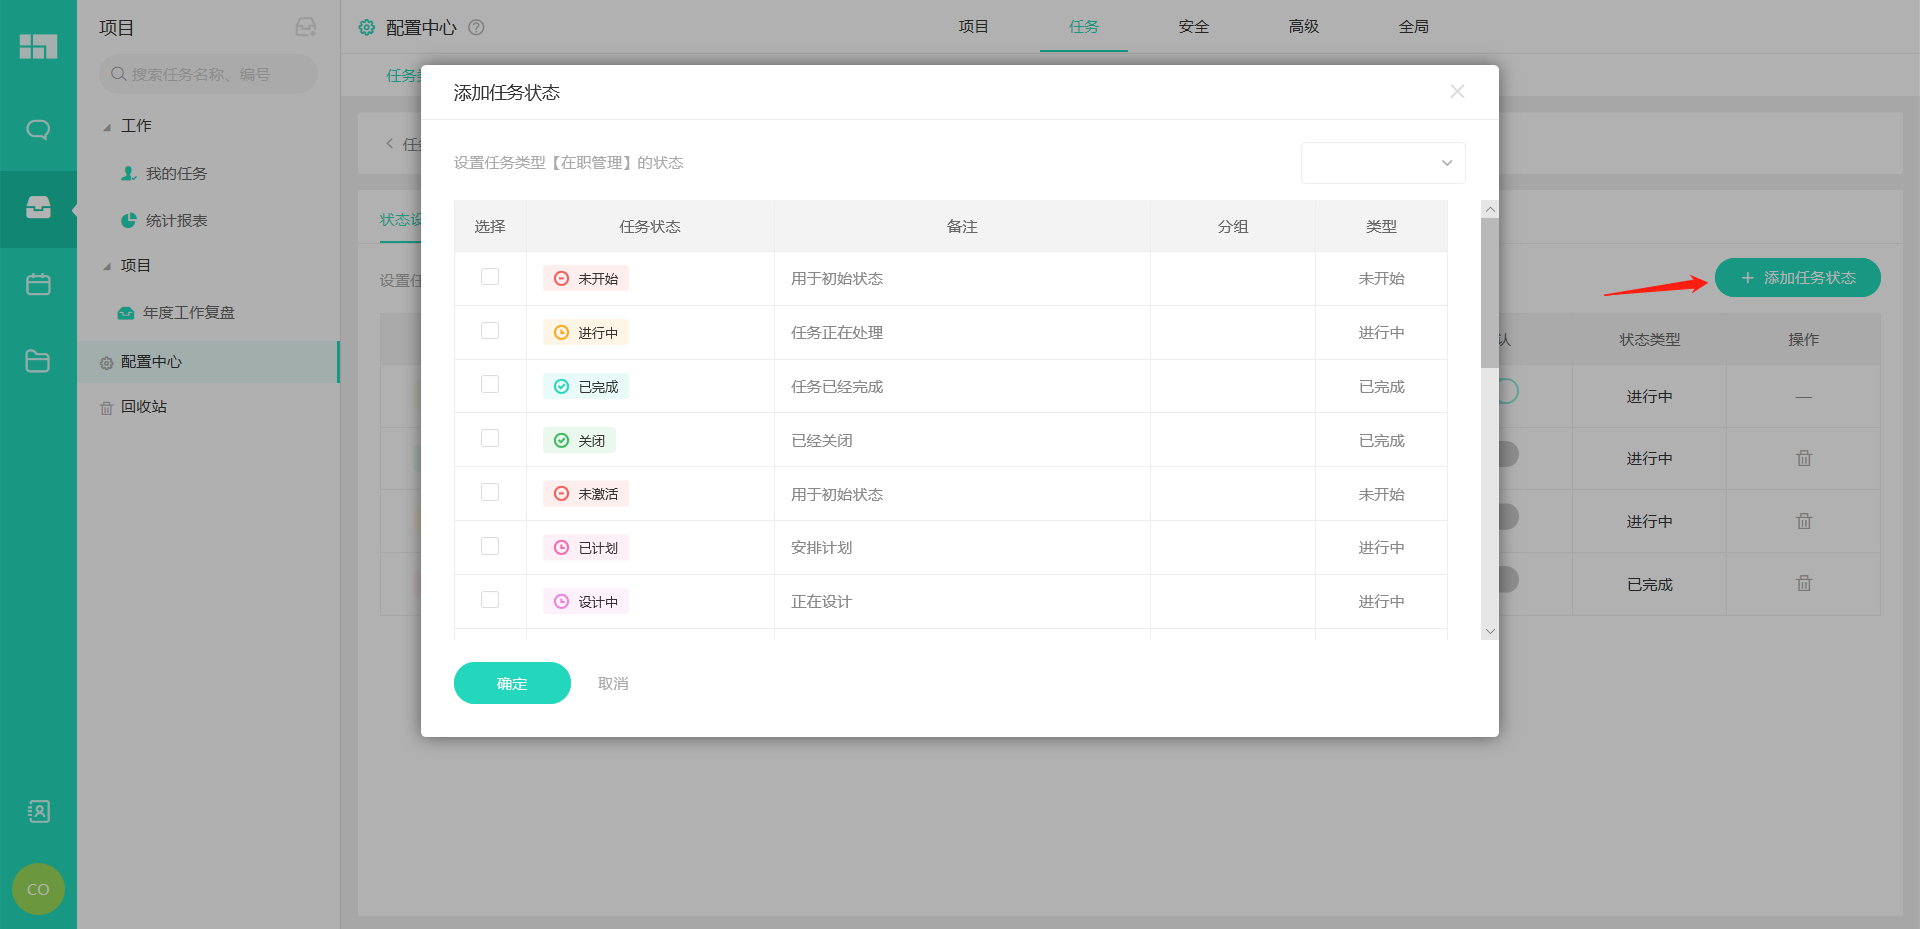 项目
搜索任务名称、编号
工作
我的任务
统计报表
项目
年度工作复盘
配置中心
回收站
CO
配置中心
项目
任务
安全
高级
全局
任务
任
状态设
设置任
添加任务状态
状态类型
操作
进行中
—
进行中
进行中
已完成
添加任务状态
设置任务类型【在职管理】的状态
选择
任务状态
备注
分组
类型
未开始
用于初始状态
未开始
进行中
任务正在处理
进行中
已完成
任务已经完成
已完成
关闭
已经关闭
已完成
未激活
用于初始状态
未开始
已计划
安排计划
进行中
设计中
正在设计
进行中
确定
取消